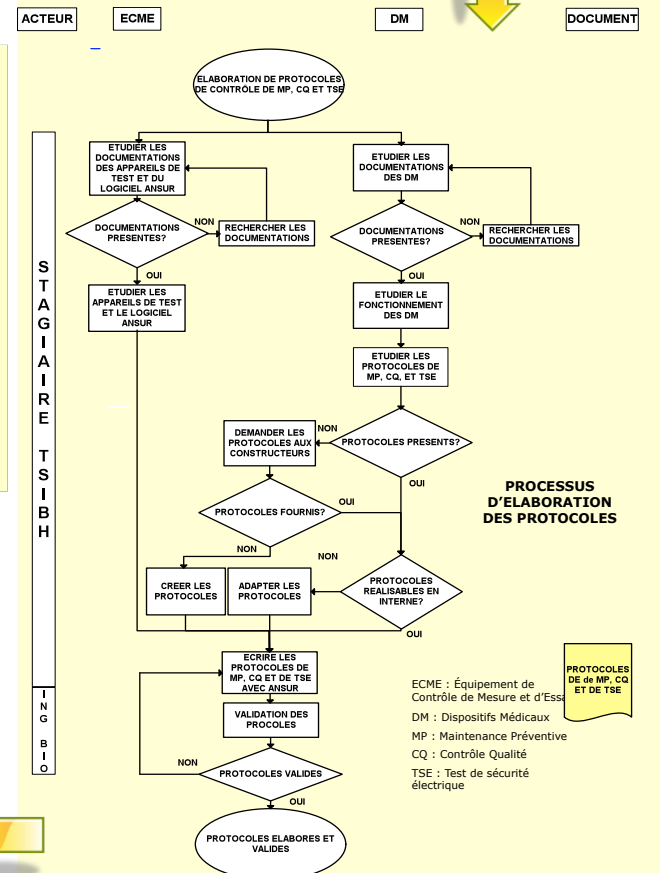 ACTEUR
ECME
DM
DOCUMENT
ELABORATION DE PROTOCOLES
DE CONTRÔLE DE MP, CQ ET TSE
ETUDIER LES
DOCUMENTATIONS
DES APPAREILS DE
TEST ET DU
LOGICIEL ANSUR
ETUDIER LES
DOCUMENTATIONS
DES DM
DOCUMENTATIONS
PRESENTES?
NON
RECHERCHER LES
DOCUMENTATIONS
DOCUMENTATIONS
PRESENTES?
NON
RECHERCHER LES
DOCUMENTATIONS
OUI
OUI
ETUDIER LES
APPAREILS DE TEST
ET LE LOGICIEL
ANSUR
ETUDIER LE
FONCTIONNEMENT
DES DM
ETUDIER LES
PROTOCOLES DE
MP, CQ, ET TSE
STAGIAIRE TSIBH
DEMANDER LES
PROTOCOLES AUX
CONSTRUCTEURS
NON
PROTOCOLES PRESENTS?
OUI
PROTOCOLES FOURNIS?
OUI
PROCESSUS
D'ELABORATION
DES PROTOCOLES
NON
NON
CREER LES
PROTOCOLES
ADAPTER LES
PROTOCOLES
PROTOCOLES
REALISABLES EN
INTERNE?
OUI
ECRIRE LES
PROTOCOLES DE
MP, CQ ET DE TSE
AVEC ANSUR
ING BIO
VALIDATION DES
PROCOLES
NON
PROTOCOLES VALIDES
OUI
PROTOCOLES ELABORES ET
VALIDES
ECME : Équipement de
Contrôle de Mesure et d'Essa
DM : Dispositifs Médicaux
MP : Maintenance Préventive
CQ : Contrôle Qualité
TSE : Test de sécurité
électrique
PROTOCOLES
DE de MP, CQ
ET DE TSE